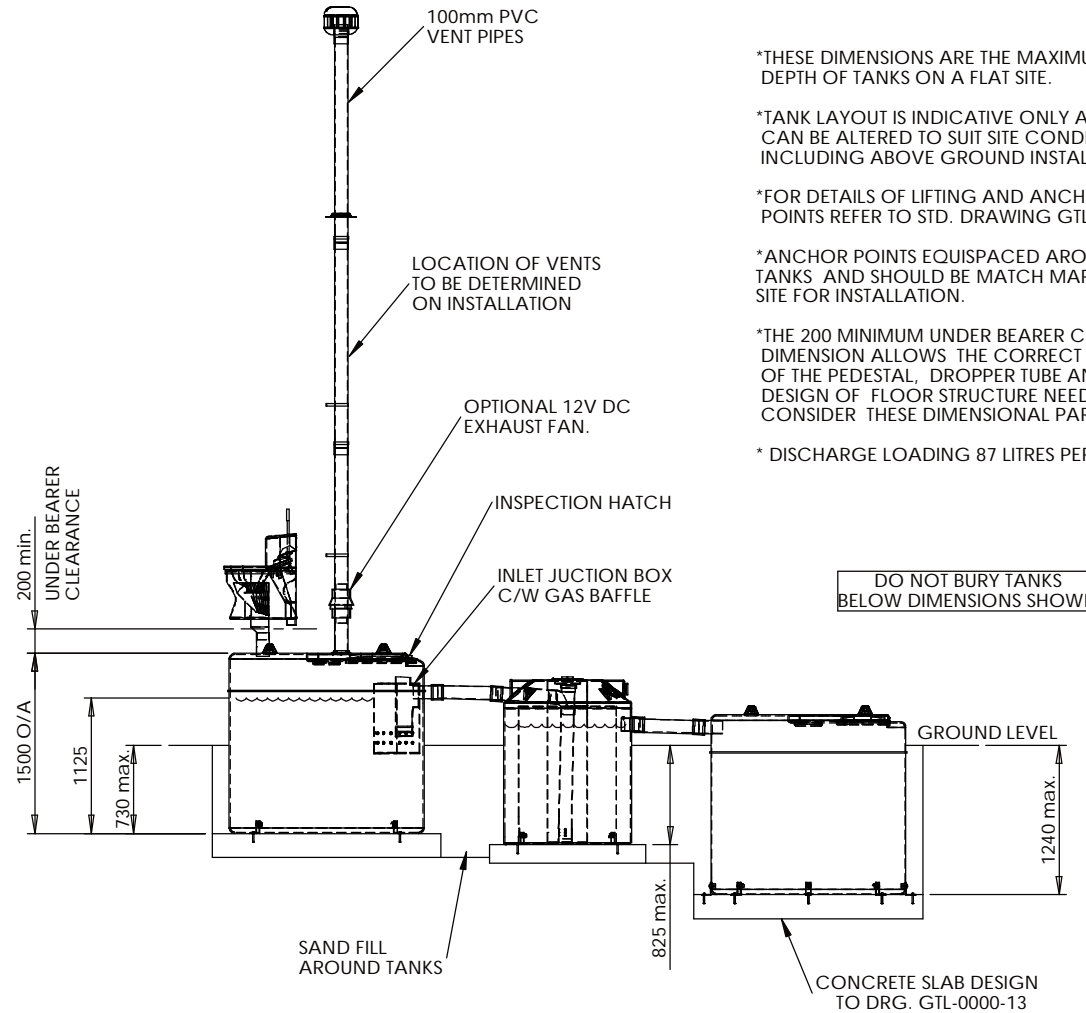 100mm PVC
VENT PIPES
LOCATION OF VENTS
TO BE DETERMINED
ON INSTALLATION
OPTIONAL 12V DC
EXHAUST FAN.
INSPECTION HATCH
INLET JUCTION BOX
C/W GAS BAFFLE
*THESE DIMENSIONS ARE THE MAXIMU
DEPTH OF TANKS ON A FLAT SITE.
*TANK LAYOUT IS INDICATIVE ONLY A
CAN BE ALTERED TO SUIT SITE CONDI
INCLUDING ABOVE GROUND INSTAL
*FOR DETAILS OF LIFTING AND ANCH
POINTS REFER TO STD. DRAWING GTL
*ANCHOR POINTS EQUISPACED ARO
TANKS AND SHOULD BE MATCH MAR
SITE FOR INSTALLATION.
*THE 200 MINIMUM UNDER BEARER C
DIMENSION ALLOWS THE CORRECT
OF THE PEDESTAL, DROPPER TUBE AN
DESIGN OF FLOOR STRUCTURE NEED
CONSIDER THESE DIMENSIONAL PAR
* DISCHARGE LOADING 87 LITRES PER
DO NOT BURY TANKS
BELOW DIMENSIONS SHOWN
200 min.
UNDER BEARER
CLEARANCE
1500 O/A
1125
730 max.
GROUND LEVEL
825 max.
1240 max.
SAND FILL
AROUND TANKS
CONCRETE SLAB DESIGN
TO DRG. GTL-0000-13